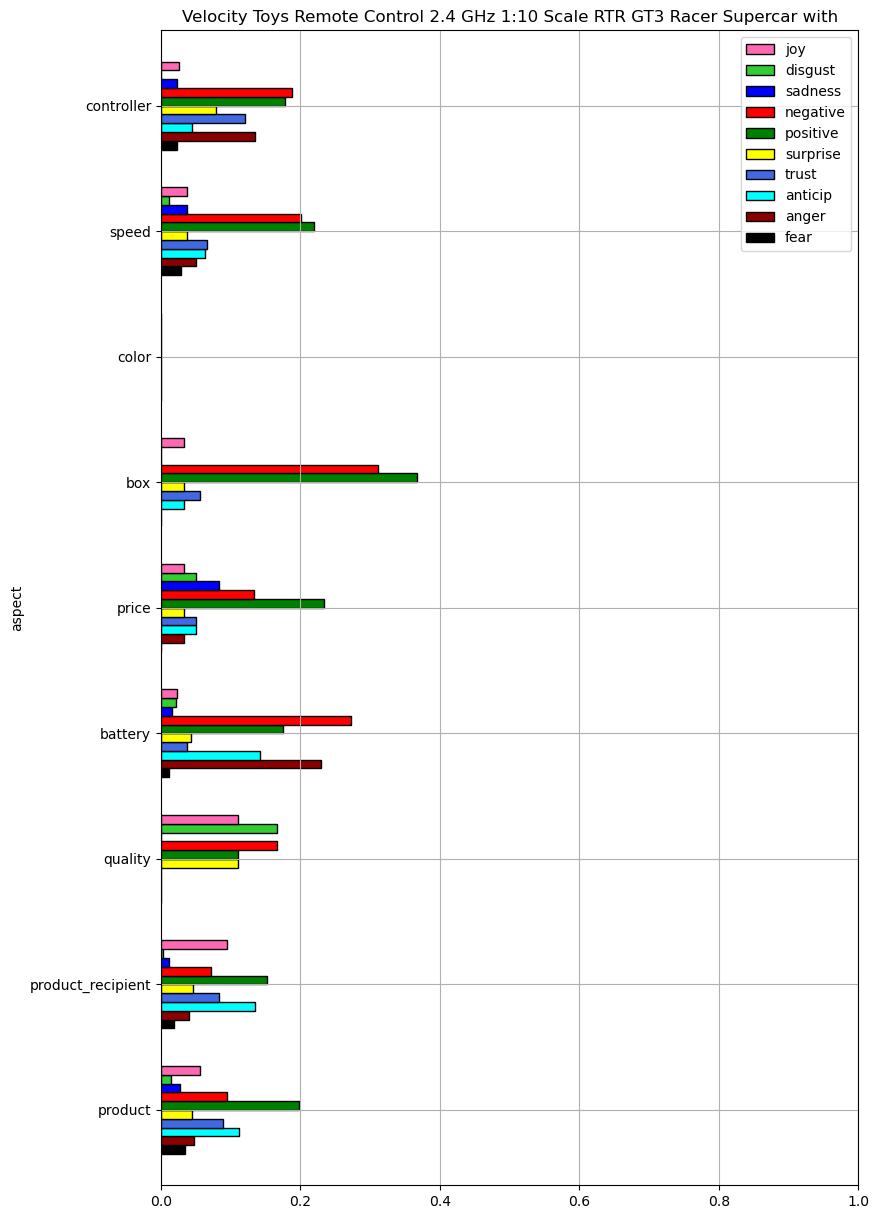 Velocity Toys Remote Control 2.4 GHz 1:10 Scale RTR GT3 Racer Supercar with
joy
disgust
sadness
negative
positive
surprise
trust
anticip
anger
fear
controller
speed
color
box
price
battery
quality
product_recipient
product
aspect
0.0 0.2 0.4 0.6 0.8 1.0